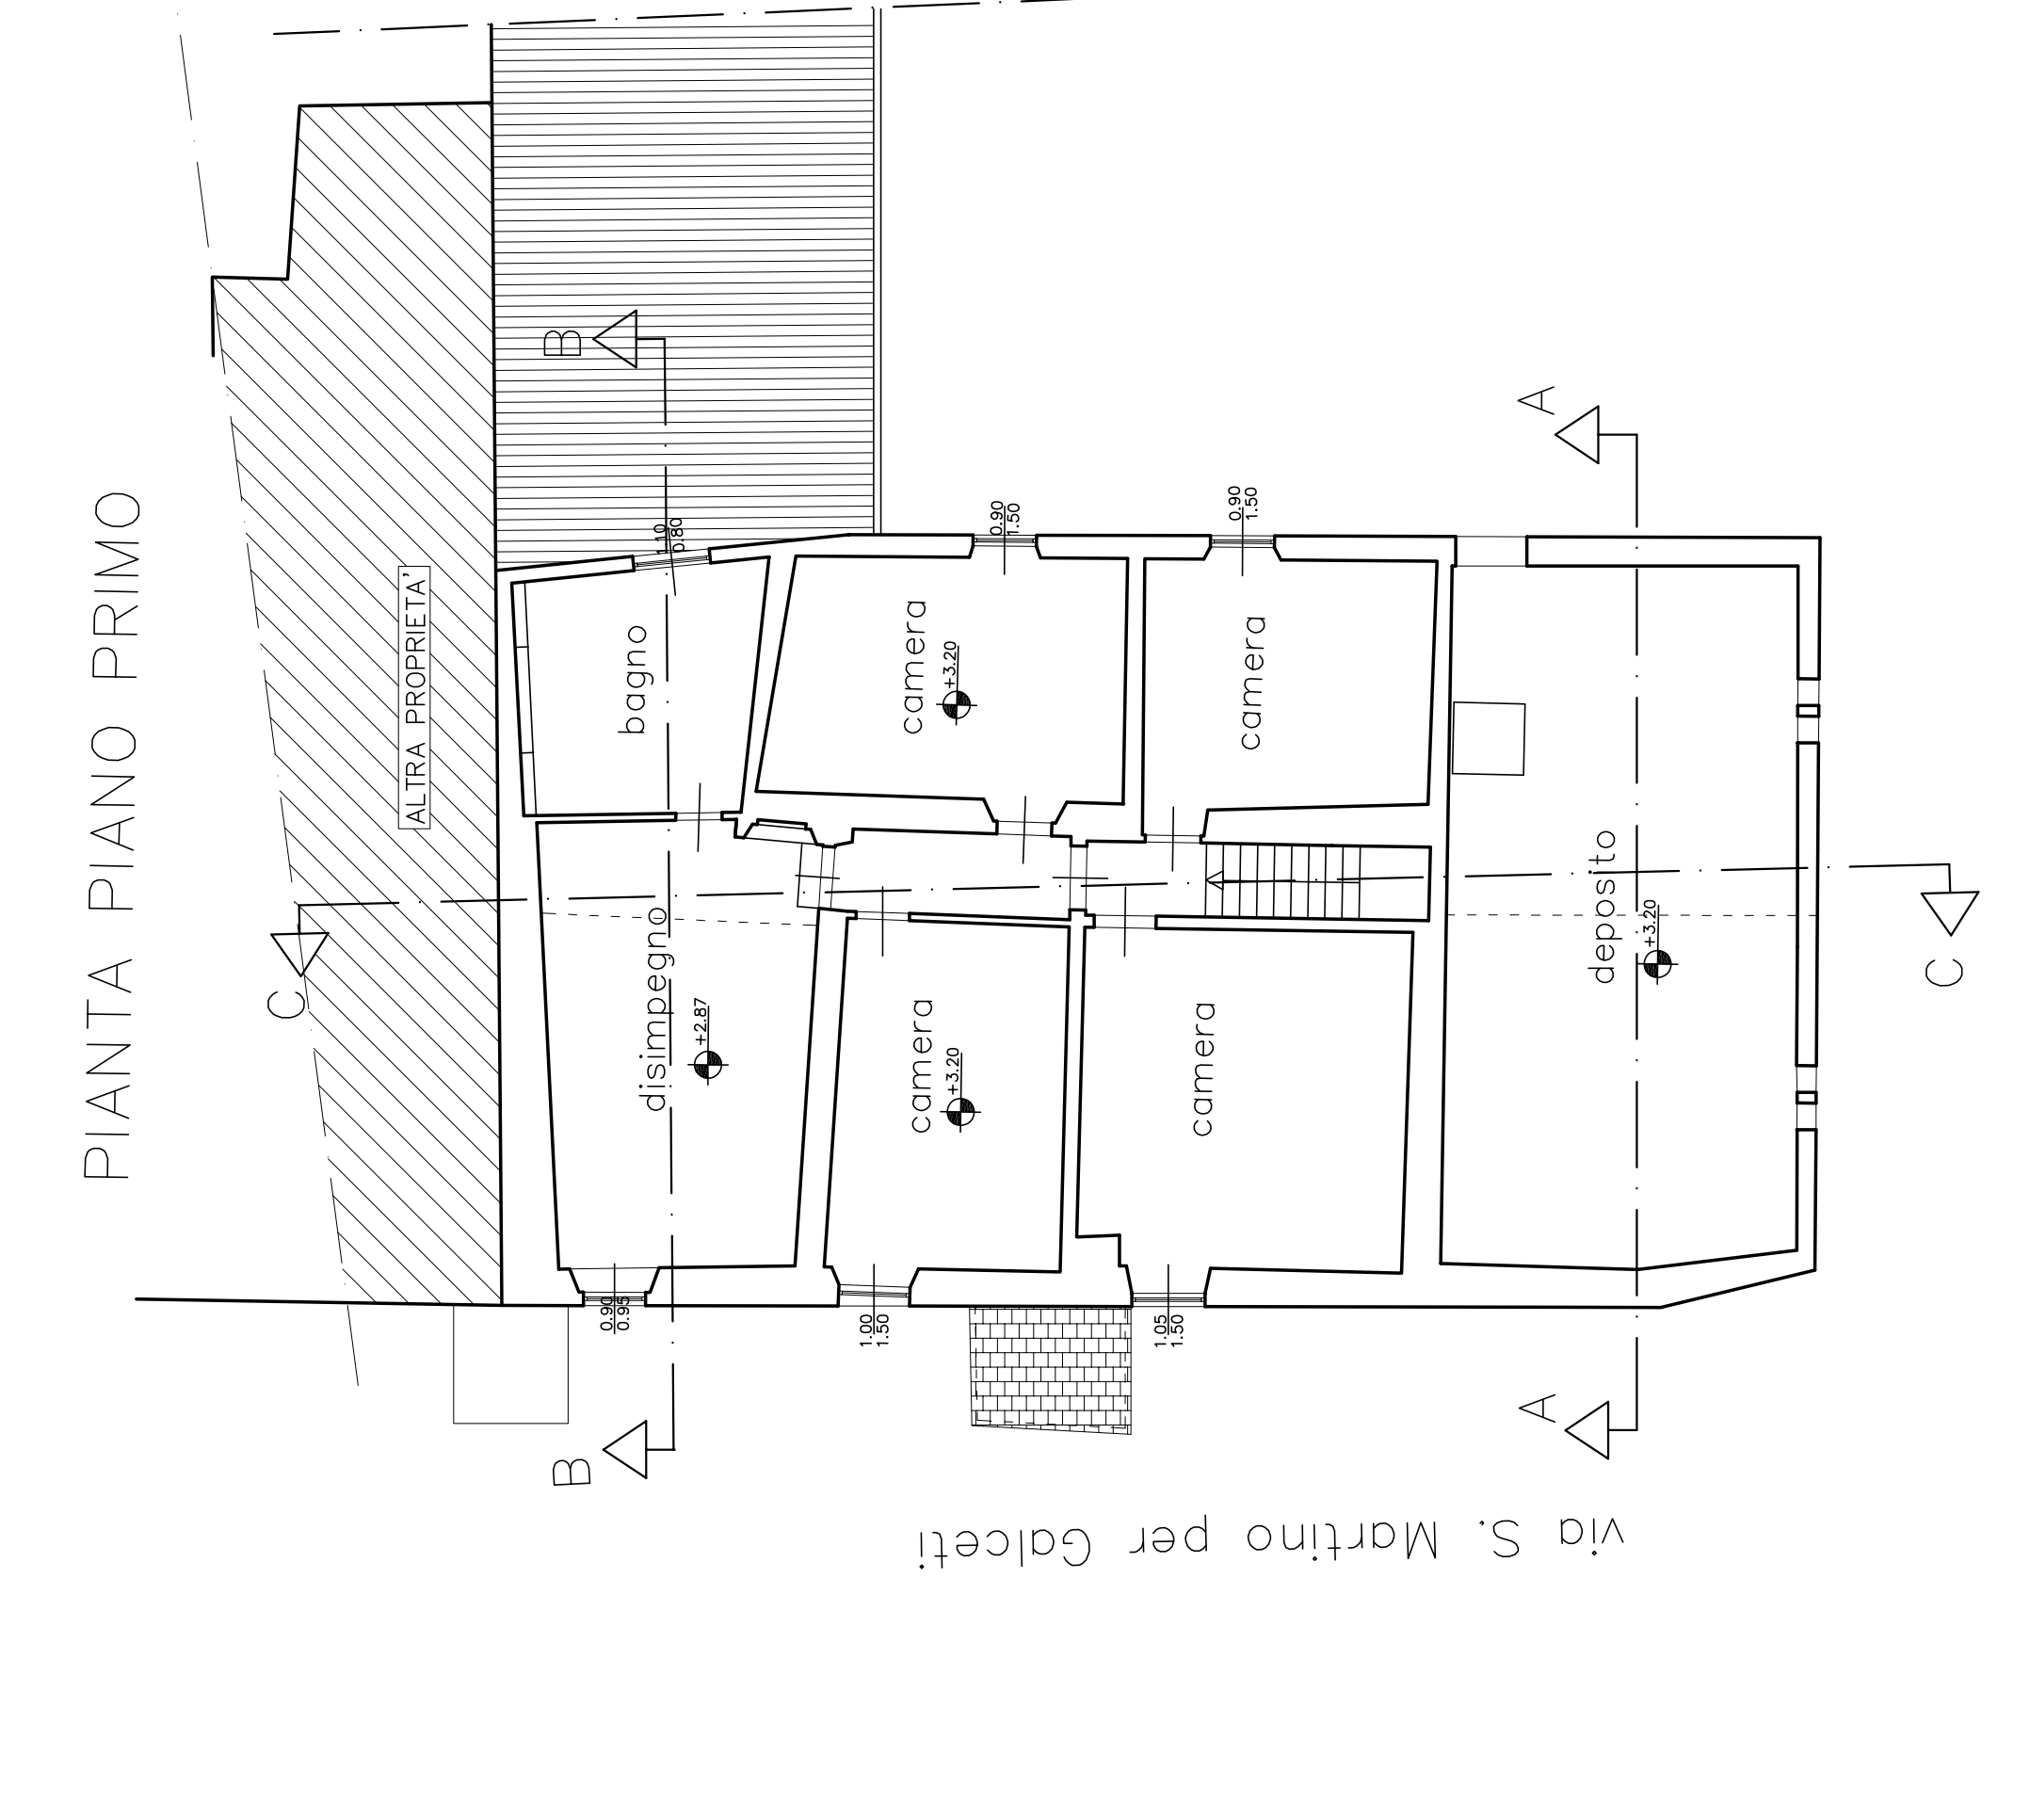 PIANTA PIANO PRIMO
ALTRA PROPRIETA'
B
A
1.10
0.80
0.90
1.50
0.90
1.50
bagno
camera
+3.20
camera
deposito
+3.20
C
C
disimpegno
+2.87
camera
+3.20
camera
0.90
0.95
1.00
1.50
1.05
1.50
B
A
via S. Martino per Galceti